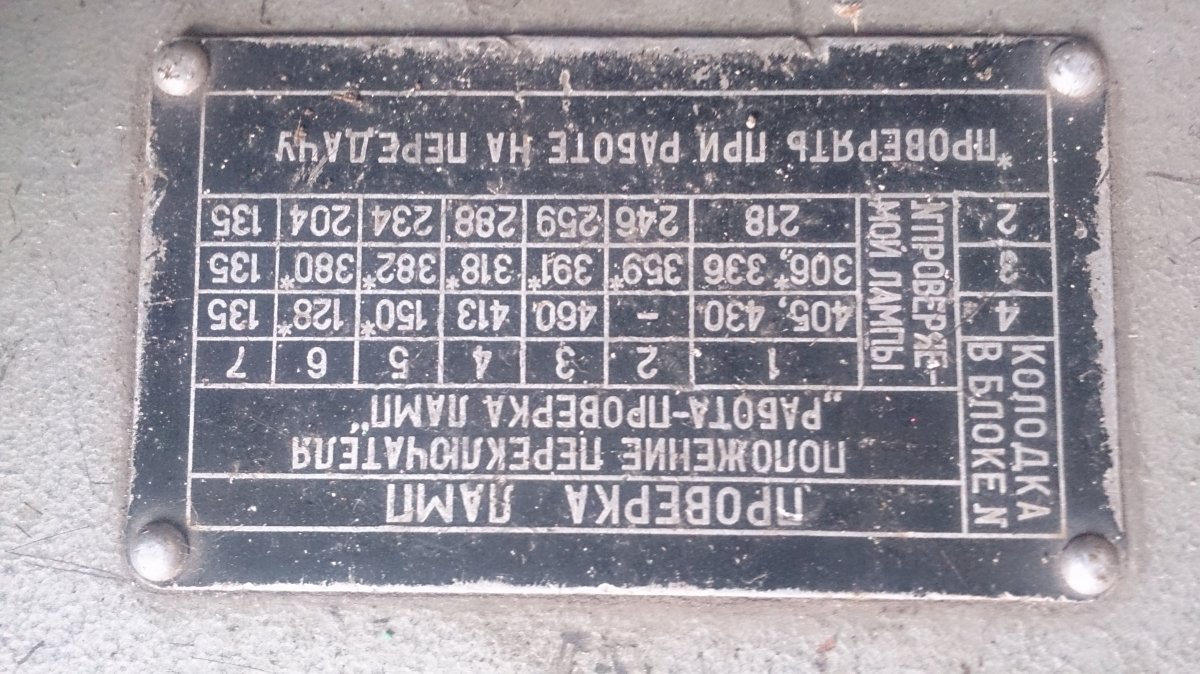 ПРОВЕРКА ЛАМП
КОЛОДКА
В БЛОКЕ N
ПОЛОЖЕНИЕ ПЕРЕКЛЮЧАТЕЛЯ
„РАБОТА-ПРОВЕРКА ЛАМП"
NПРОВЕРЯЕ-
МОЙ ЛАМПЫ
1 2 3 4 5 6 7
4 405, 430 – 460 413 150* 128* 135
3 306,* 336 359* 391* 318* 382* 380* 135
2 218 246 259 288 234 204 135
*ПРОВЕРЯТЬ ПРИ РАБОТЕ НА ПЕРЕДАЧУ